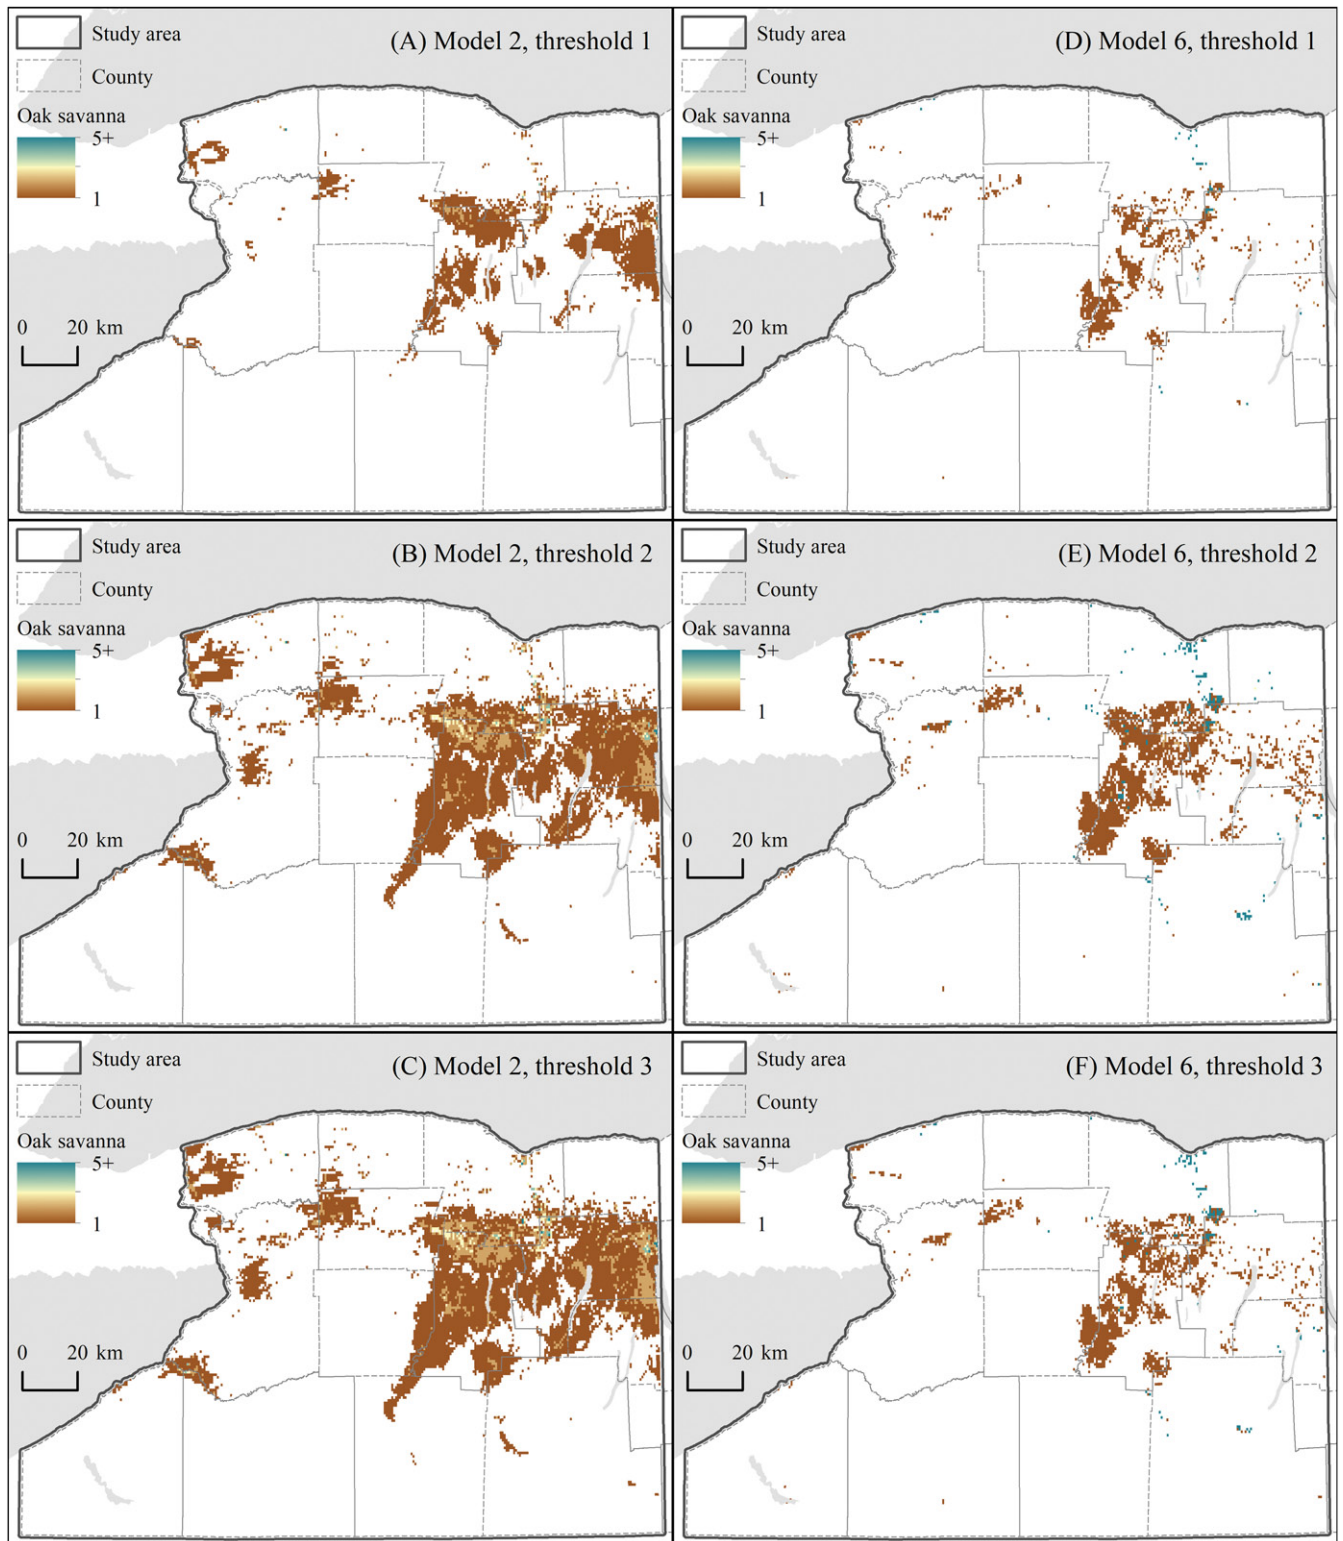 Study area
(A) Model 2, threshold 1
County
Oak savanna
5+
1
0 20 km
Study area
(D) Model 6, threshold 1
County
Oak savanna
5+
1
0 20 km
Study area
(B) Model 2, threshold 2
County
Oak savanna
5+
1
0 20 km
Study area
(E) Model 6, threshold 2
County
Oak savanna
5+
1
0 20 km
Study area
(C) Model 2, threshold 3
County
Oak savanna
5+
1
0 20 km
Study area
(F) Model 6, threshold 3
County
Oak savanna
5+
1
0 20 km